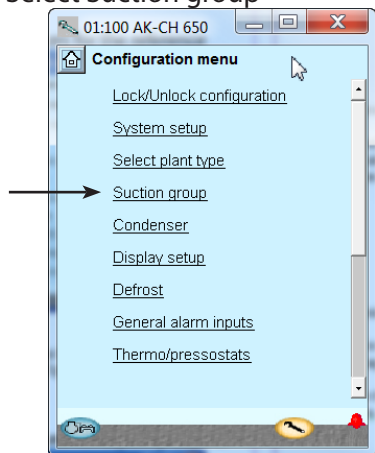 Select Suction group
01:100 AK-CH 650
Configuration menu
Lock/Unlock configuration
System setup
Select plant type
Suction group
Condenser
Display setup
Defrost
General alarm inputs
Thermo/pressostats